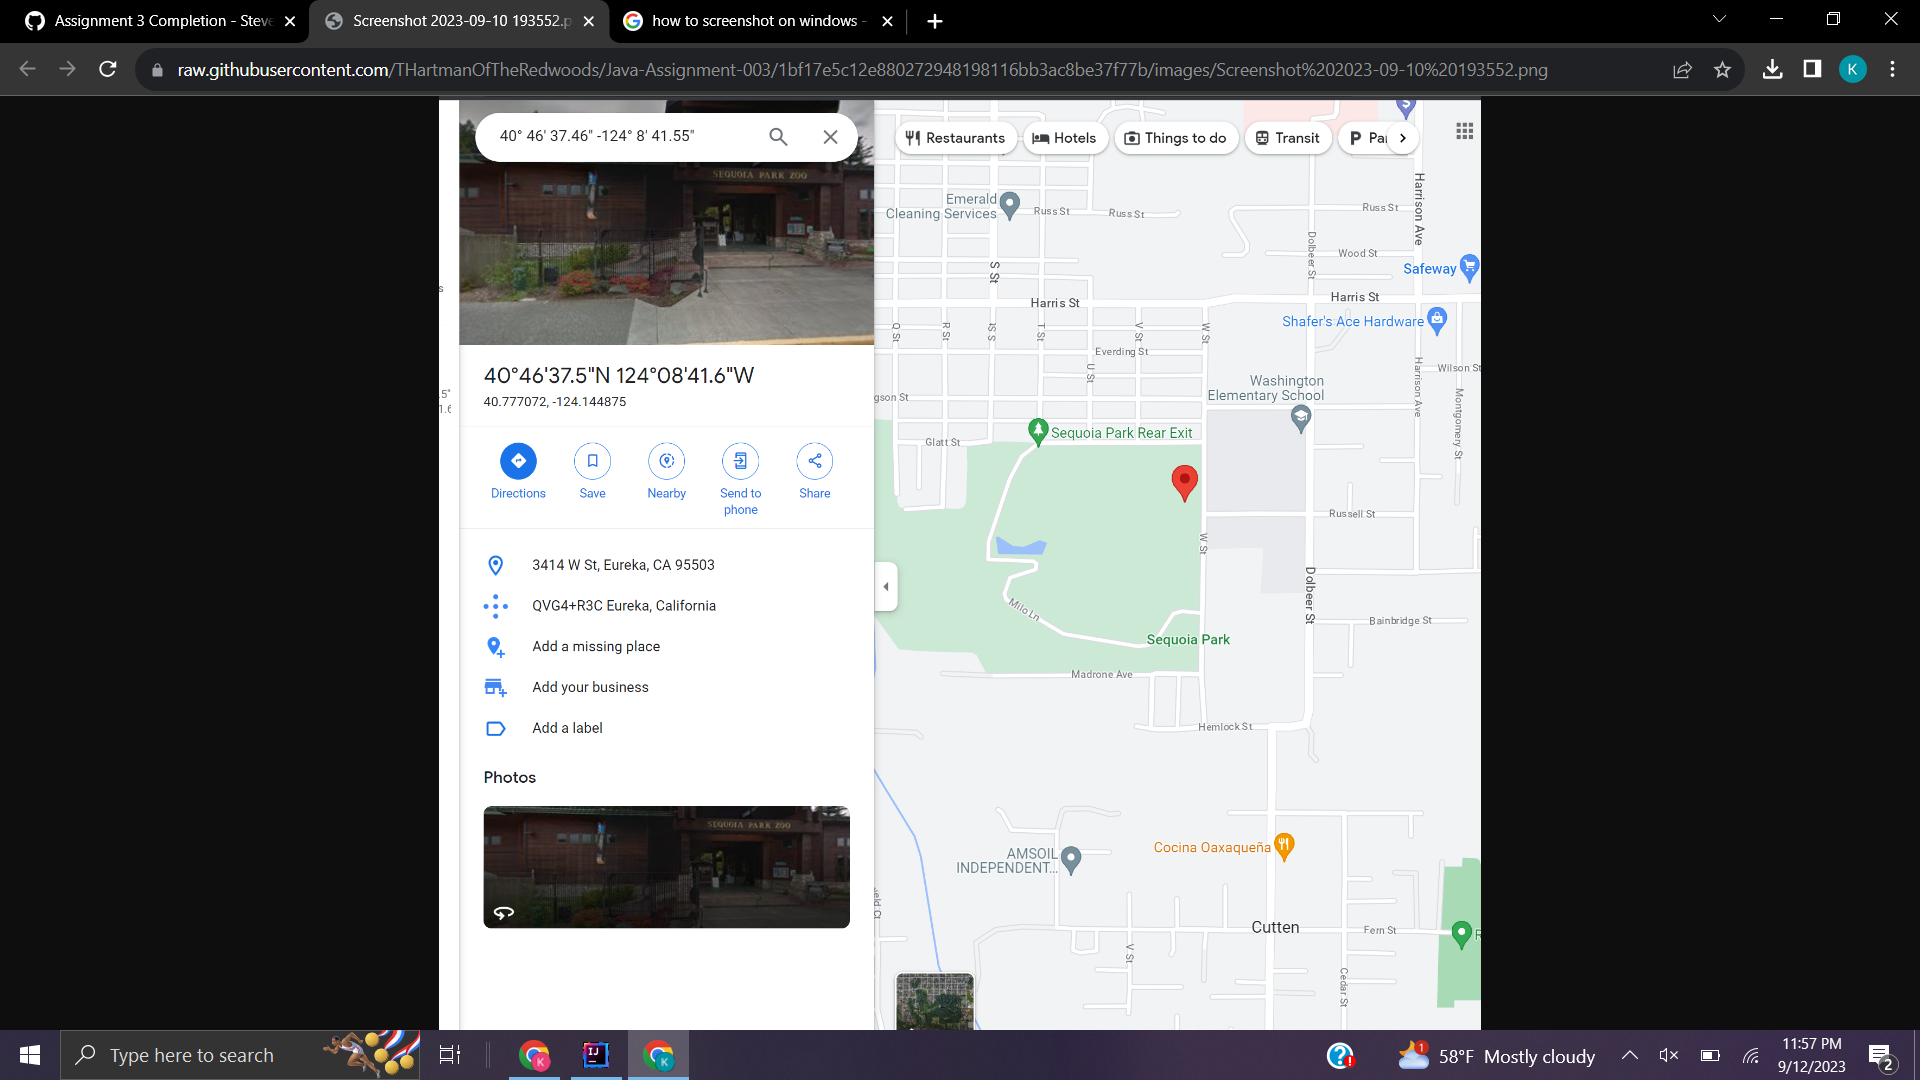 Assignment 3 Completion - Steve
Screenshot 2023-09-10 193552.p
how to screenshot on windows -
raw.githubusercontent.com/THartmanOfTheRedwoods/Java-Assignment-003/1bf17e5c12e880272948198116bb3ac8be37f77b/images/Screenshot%202023-09-10%20193552.png
K
40° 46' 37.46" -124° 8' 41.55"
Restaurants
Hotels
Things to do
Transit
P Pa
SEQUOIA PARK ZOO
40°46'37.5"N 124°08'41.6"W
40.777072, -124.144875
Directions
Save
Nearby
Send to
phone
Share
3414 W St, Eureka, CA 95503
QVG4+R3C Eureka, California
Add a missing place
Add your business
Add a label
Photos
SEQUOIA PARK ZOO
Emerald
Cleaning Services
Russ St
Russ St
Russ St
Harrison Ave
Dolbeer St
Wood St
Safeway
S St
Harris St
Harris St
Shafer's Ace Hardware
Q St
R St
S S
T St
V St
W St
Everding St
U St
Harrison Ave
Wilson St
Montgomery St
Washington
Elementary School
gson St
Glatt St
Sequoia Park Rear Exit
Russell St
W St
Dolbeer St
Milo Ln
Sequoia Park
Bainbridge St
Madrone Ave
Hemlock St
AMSOIL
INDEPENDENT...
Cocina Oaxaqueña
Cutten
Fern St
V St
Cedar St
R
Type here to search
58°F Mostly cloudy
11:57 PM
9/12/2023
2